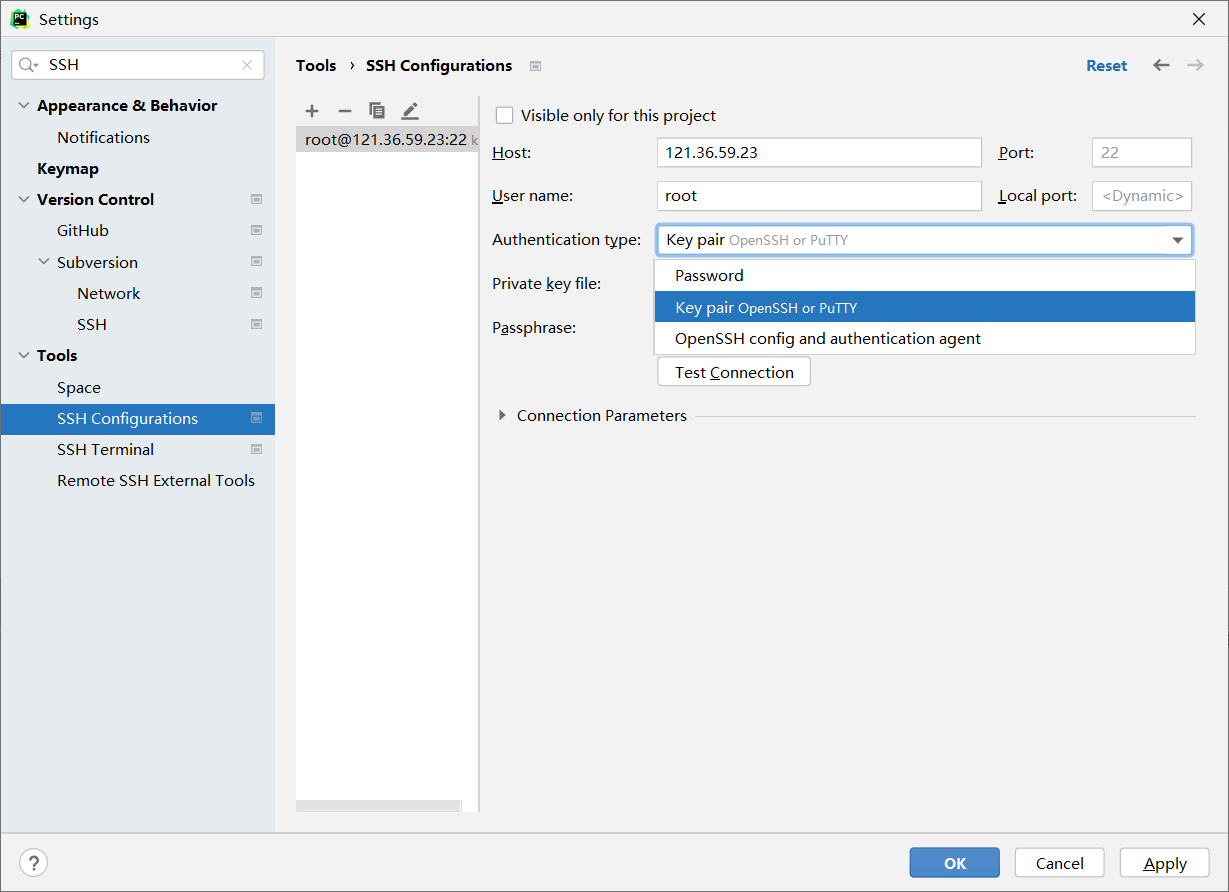 PC
Settings
SSH
Appearance & Behavior
Notifications
Keymap
Version Control
GitHub
Subversion
Network
SSH
Tools
Space
SSH Configurations
SSH Terminal
Remote SSH External Tools
Tools › SSH Configurations
Reset
root@121.36.59.23:22 k
Visible only for this project
Host: 121.36.59.23 Port: 22
User name: root Local port: <Dynamic>
Authentication type: Key pair OpenSSH or PuTTY
Password
Private key file:
Key pair OpenSSH or PuTTY
Passphrase:
OpenSSH config and authentication agent
Test Connection
Connection Parameters
?
OK Cancel Apply